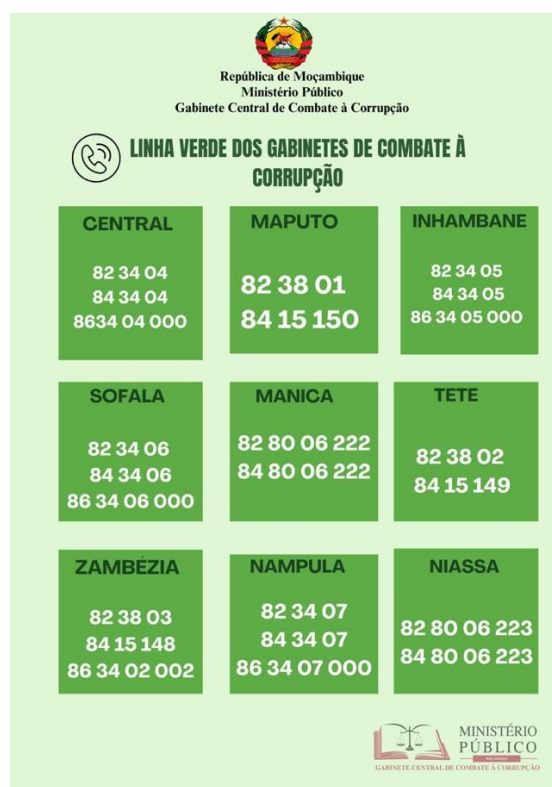 República de Moçambique
Ministério Público
Gabinete Central de Combate à Corrupção
LINHA VERDE DOS GABINETES DE COMBATE À
CORRUPÇÃO
CENTRAL
82 34 04
84 34 04
8634 04 000
MAPUTO
82 38 01
84 15 150
INHAMBANE
82 34 05
84 34 05
86 34 05 000
SOFALA
82 34 06
84 34 06
86 34 06 000
MANICA
82 80 06 222
84 80 06 222
TETE
82 38 02
84 15 149
ZAMBÉZIA
82 38 03
84 15 148
86 34 02 002
NAMPULA
82 34 07
84 34 07
86 34 07 000
NIASSA
82 80 06 223
84 80 06 223
MINISTÉRIO
PÚBLICO
GABINETE CENTRAL DE COMBATE À CORRUPÇÃO